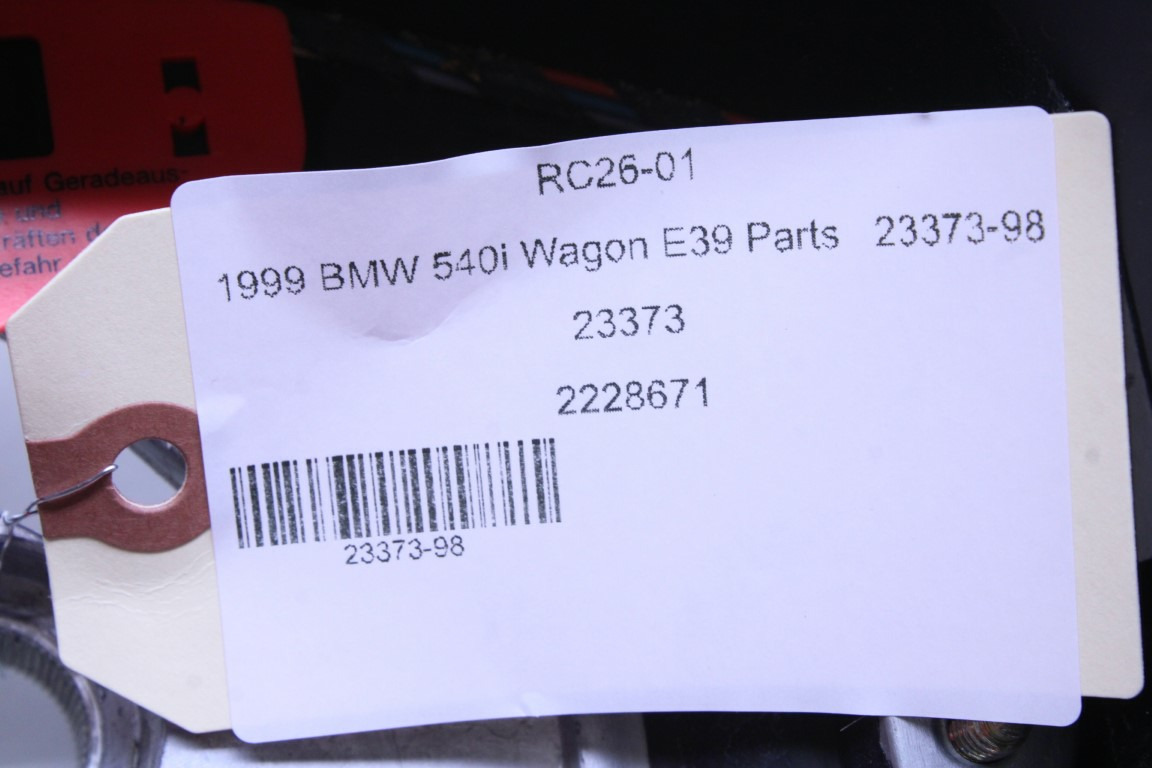 auf Geradeaus-
und
räften d
efahr
RC26-01
1999 BMW 540i Wagon E39 Parts 23373-98
23373
2228671
23373-98